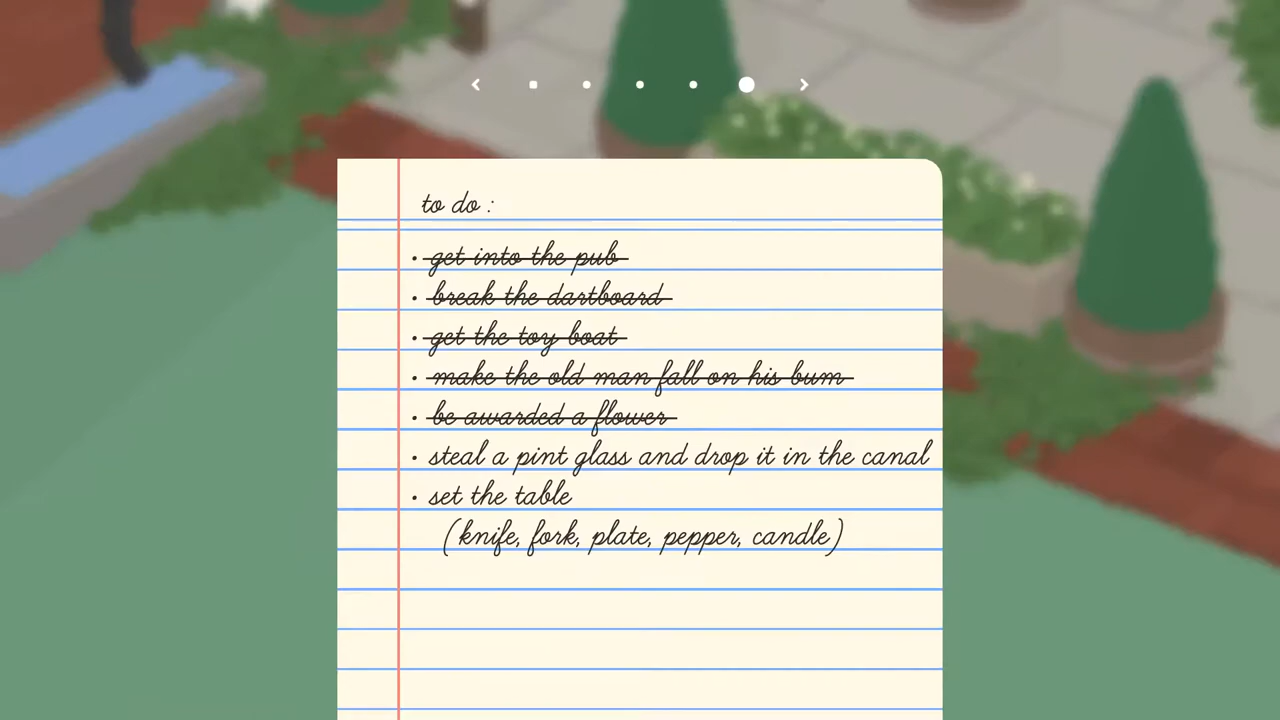 to do :
• get into the pub
• break the dartboard
• get the toy boat
• make the old man fall on his bum
• be awarded a flower
• steal a pint glass and drop it in the canal
• set the table
(knife, fork, plate, pepper, candle)